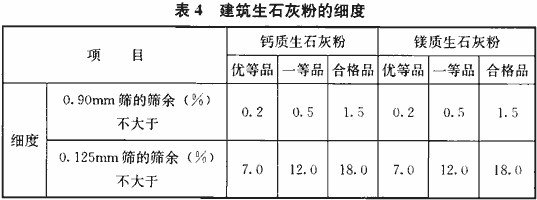 表 4 建筑生石灰粉的细度
项 目 钙质生石灰粉 镁质生石灰粉
优等品 一等品 合格品 优等品 一等品 合格品
细度
0.90mm 筛的筛余（%）
不大于
0.2 0.5 1.5 0.2 0.5 1.5
0.125mm 筛的筛余（%）
不大于
7.0 12.0 18.0 7.0 12.0 18.0